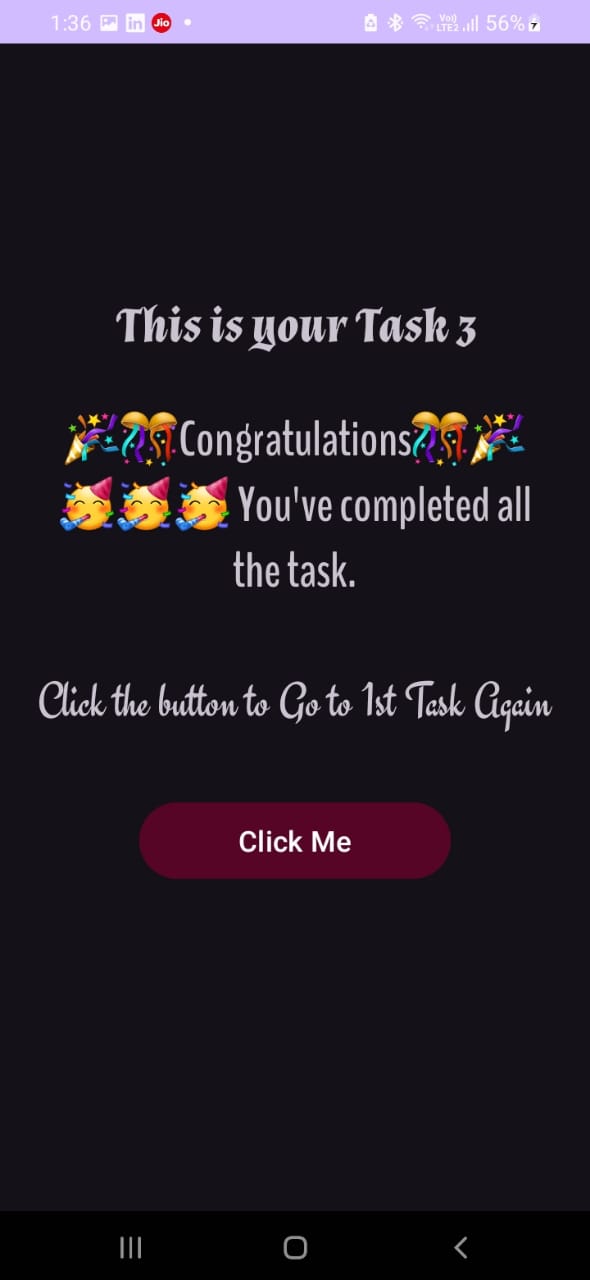 1:36 in Jio Vo)) LTE2 56%
This is your Task 3
🎉🎊Congratulations🎊🎉
🥳🥳🥳 You've completed all
the task.
Click the button to Go to 1st Task Again
Click Me